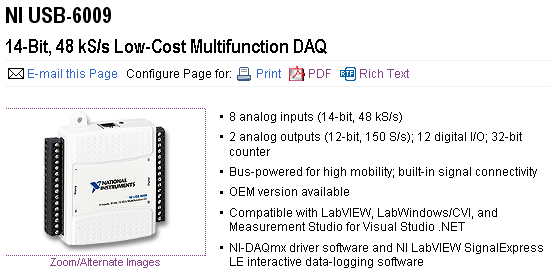 NI USB-6009
14-Bit, 48 kS/s Low-Cost Multifunction DAQ
E-mail this Page Configure Page for: Print PDF RTF Rich Text
NATIONAL
INSTRUMENTS
NI USB-6009
Zoom/Alternate Images
▪ 8 analog inputs (14-bit, 48 kS/s)
▪ 2 analog outputs (12-bit, 150 S/s); 12 digital I/O; 32-bit
counter
▪ Bus-powered for high mobility; built-in signal connectivity
▪ OEM version available
▪ Compatible with LabVIEW, LabWindows/CVI, and
Measurement Studio for Visual Studio .NET
▪ NI-DAQmx driver software and NI LabVIEW SignalExpress
LE interactive data-logging software